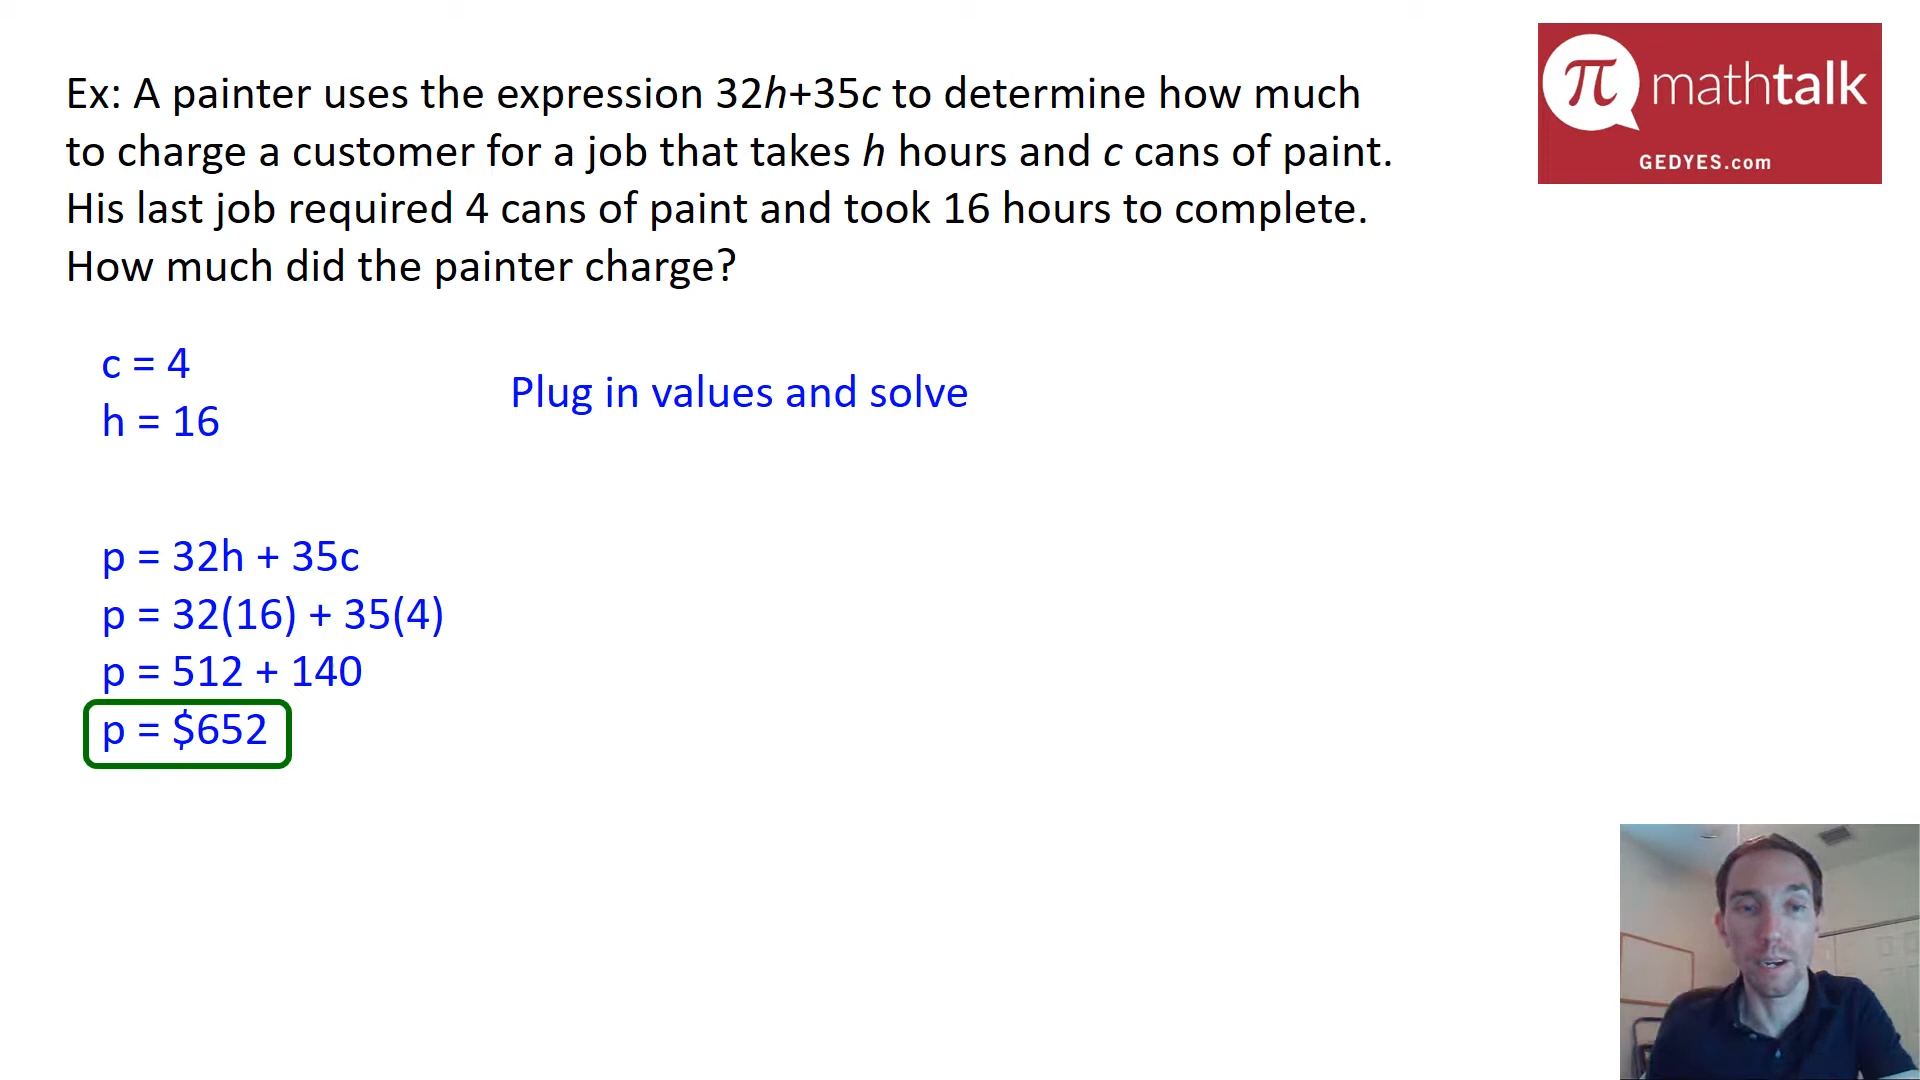 Ex: A painter uses the expression 32h+35c to determine how much
to charge a customer for a job that takes h hours and c cans of paint.
His last job required 4 cans of paint and took 16 hours to complete.
How much did the painter charge?
π mathtalk
GEDYES.com
c = 4
h = 16
Plug in values and solve
p = 32h + 35c
p = 32(16) + 35(4)
p = 512 + 140
p = $652